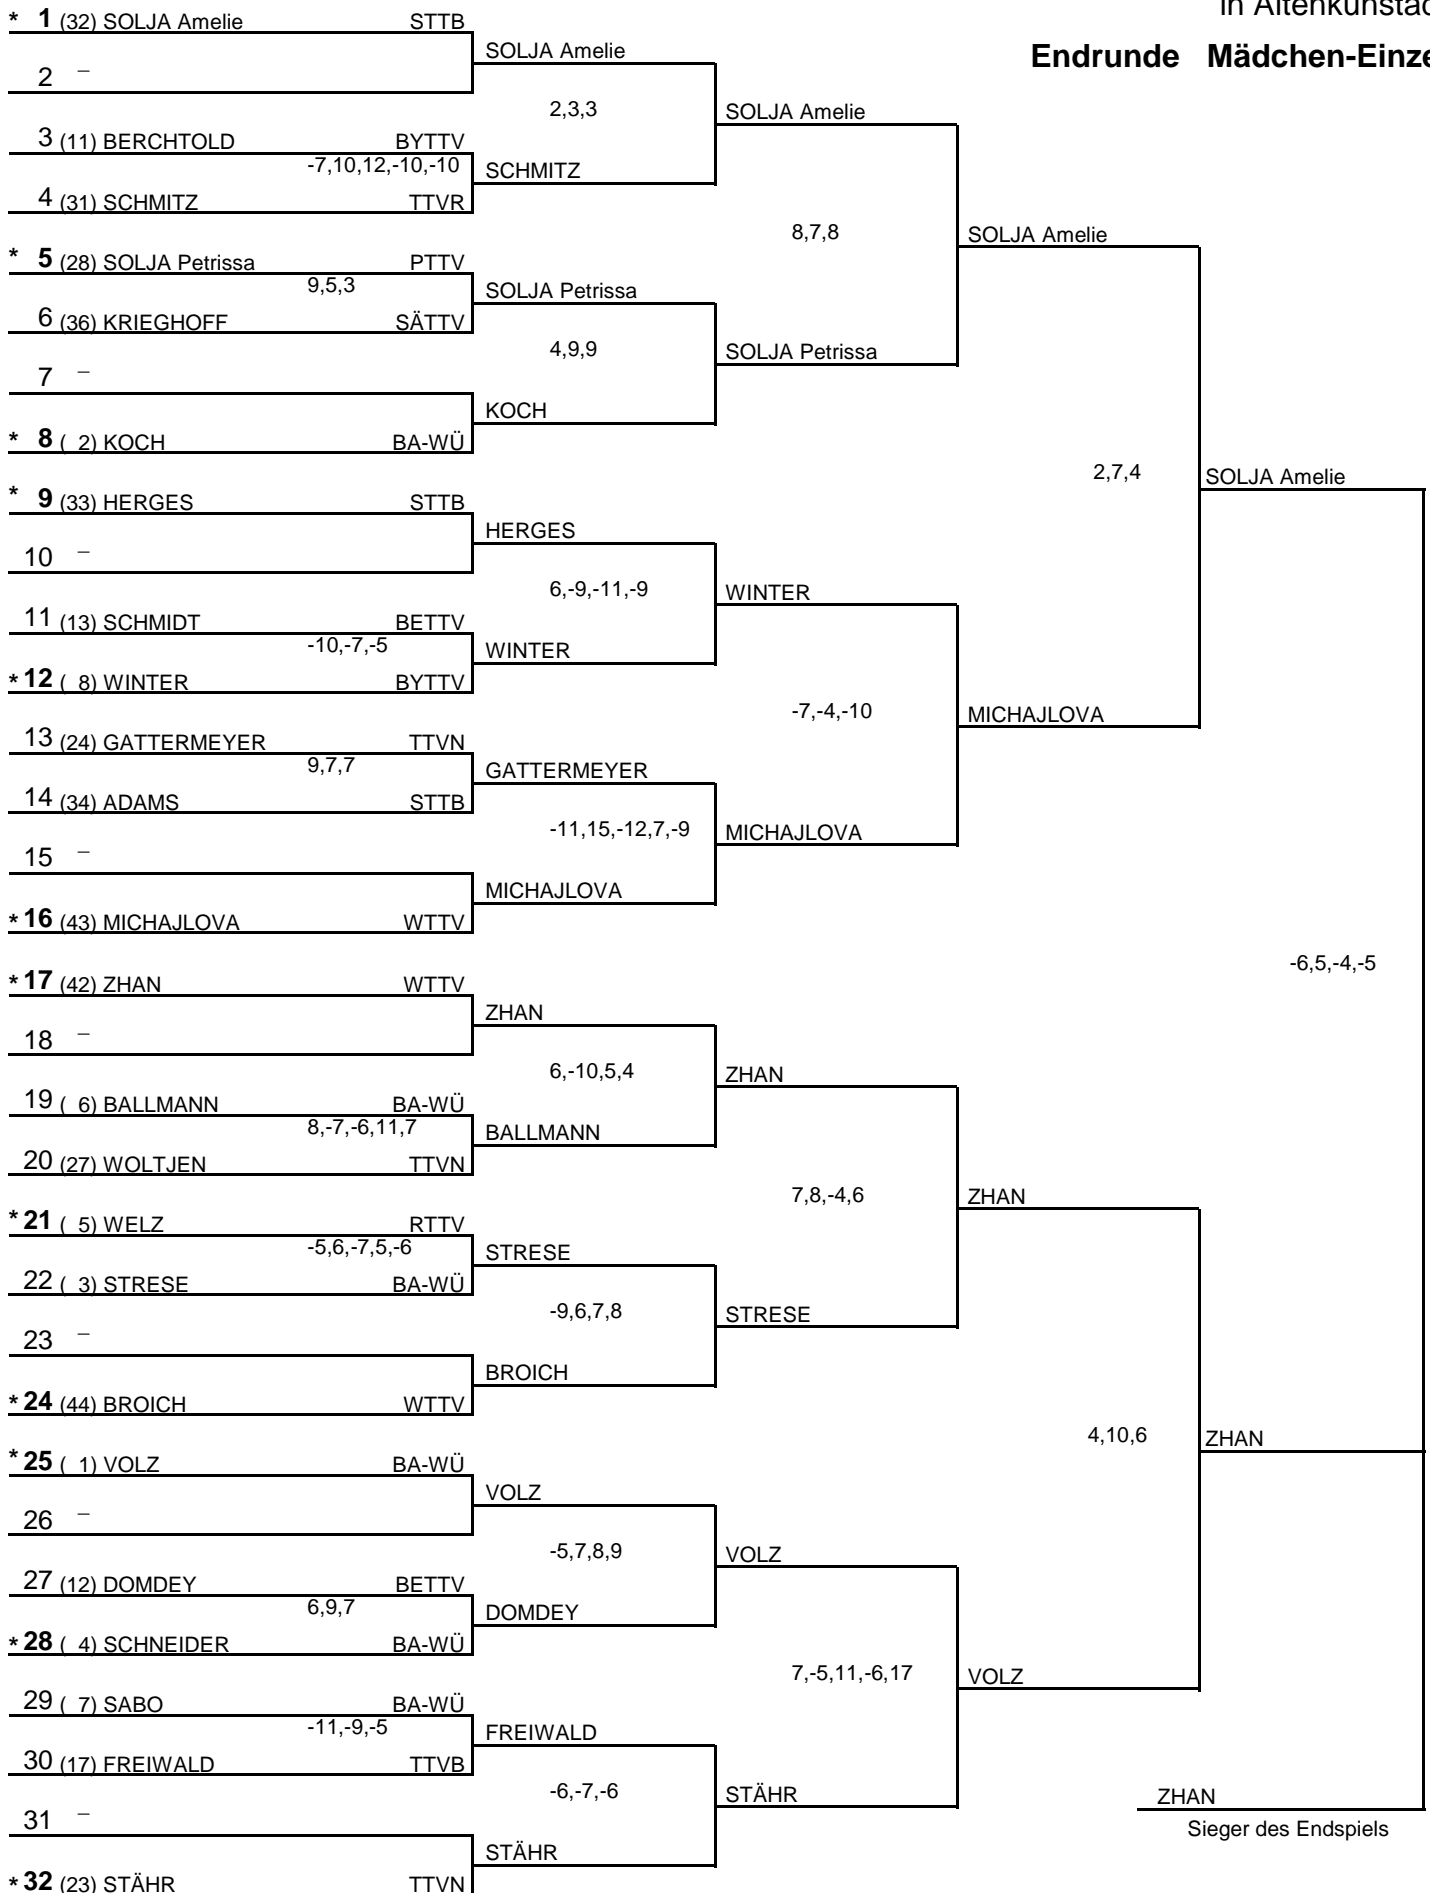 in Altenkunstad
Endrunde Mädchen-Einze
* 1 (32) SOLJA Amelie STTB
SOLJA Amelie
2 –
2,3,3
SOLJA Amelie
3 (11) BERCHTOLD BYTTV
-7,10,12,-10,-10
SCHMITZ
4 (31) SCHMITZ TTVR
8,7,8
SOLJA Amelie
* 5 (28) SOLJA Petrissa PTTV
9,5,3
SOLJA Petrissa
6 (36) KRIEGHOFF SÄTTV
4,9,9
SOLJA Petrissa
7 –
KOCH
* 8 ( 2) KOCH BA-WÜ
2,7,4
SOLJA Amelie
* 9 (33) HERGES STTB
HERGES
10 –
6,-9,-11,-9
WINTER
11 (13) SCHMIDT BETTV
-10,-7,-5
WINTER
* 12 ( 8) WINTER BYTTV
-7,-4,-10
MICHAJLOVA
13 (24) GATTERMEYER TTVN
9,7,7
GATTERMEYER
14 (34) ADAMS STTB
-11,15,-12,7,-9
MICHAJLOVA
15 –
MICHAJLOVA
* 16 (43) MICHAJLOVA WTTV
-6,5,-4,-5
* 17 (42) ZHAN WTTV
ZHAN
18 –
6,-10,5,4
ZHAN
19 ( 6) BALLMANN BA-WÜ
8,-7,-6,11,7
BALLMANN
20 (27) WOLTJEN TTVN
7,8,-4,6
ZHAN
* 21 ( 5) WELZ RTTV
-5,6,-7,5,-6
STRESE
22 ( 3) STRESE BA-WÜ
-9,6,7,8
STRESE
23 –
BROICH
* 24 (44) BROICH WTTV
4,10,6
ZHAN
* 25 ( 1) VOLZ BA-WÜ
VOLZ
26 –
-5,7,8,9
VOLZ
27 (12) DOMDEY BETTV
6,9,7
DOMDEY
* 28 ( 4) SCHNEIDER BA-WÜ
7,-5,11,-6,17
VOLZ
29 ( 7) SABO BA-WÜ
-11,-9,-5
FREIWALD
30 (17) FREIWALD TTVB
-6,-7,-6
STÄHR
ZHAN
31 –
Sieger des Endspiels
STÄHR
* 32 (23) STÄHR TTVN